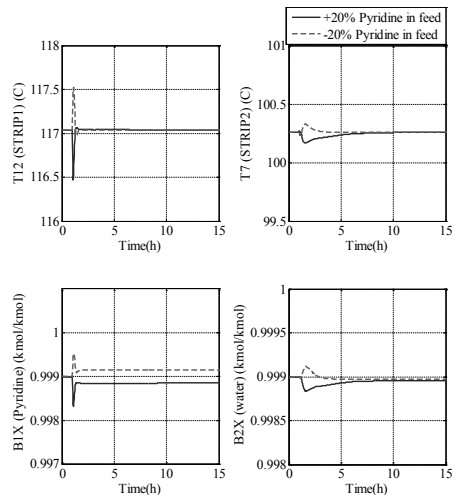 +20% Pyridine in feed
-20% Pyridine in feed
T12 (STRIP1) (C)
118
117.5
117
116.5
116
0 5 10 15
Time(h)
T7 (STRIP2) (C)
101
100.5
100
99.5
0 5 10 15
Time(h)
B1X (Pyridine) (kmol/kmol)
1
0.999
0.998
0.997
0 5 10 15
Time(h)
B2X (water) (kmol/kmol)
1
0.9995
0.999
0.9985
0.998
0 5 10 15
Time(h)